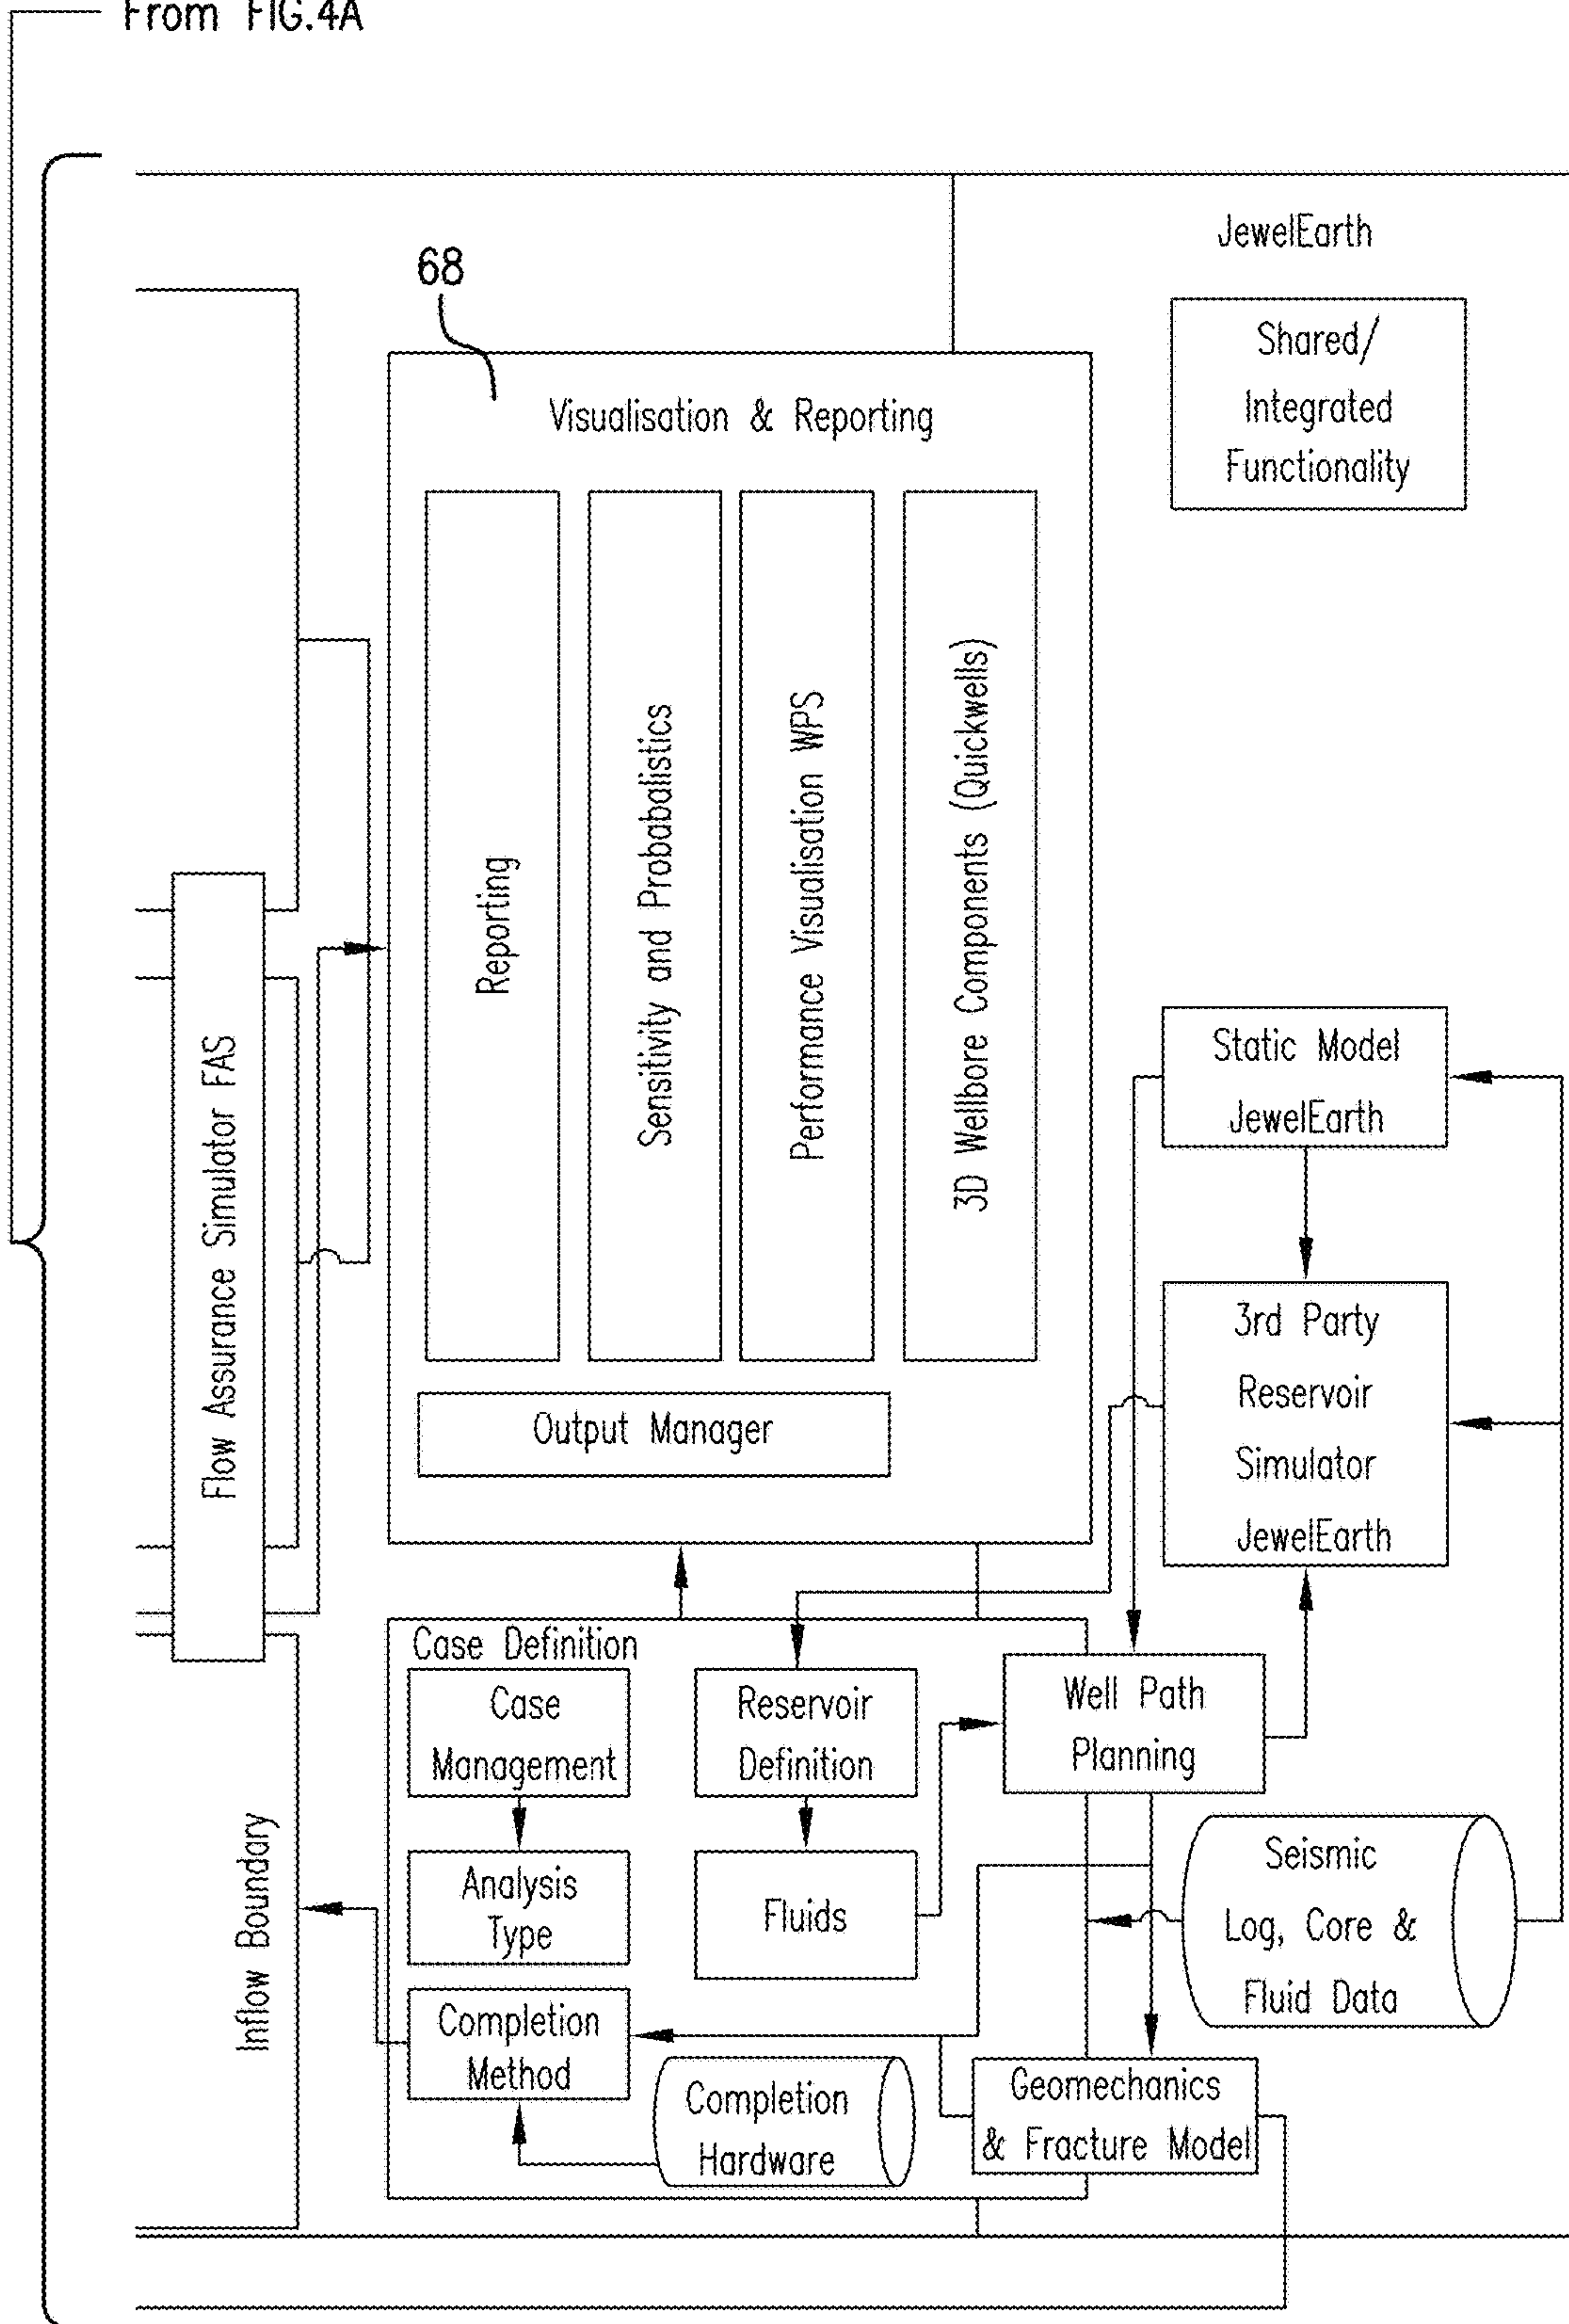 From FIG.4A
JewelEarth
68
Shared/
Integrated
Functionality
Visualisation & Reporting
Reporting
Sensitivity and Probabalistics
Performance Visualisation WPS
3D Wellbore Components (Quickwells)
Flow Assurance Simulator FAS
Static Model
JewelEarth
3rd Party
Reservoir
Simulator
JewelEarth
Output Manager
Case Definition
Case
Management
Reservoir
Definition
Well Path
Planning
Analysis
Type
Fluids
Seismic
Log, Core &
Fluid Data
Inflow Boundary
Completion
Method
Completion
Hardware
Geomechanics
& Fracture Model